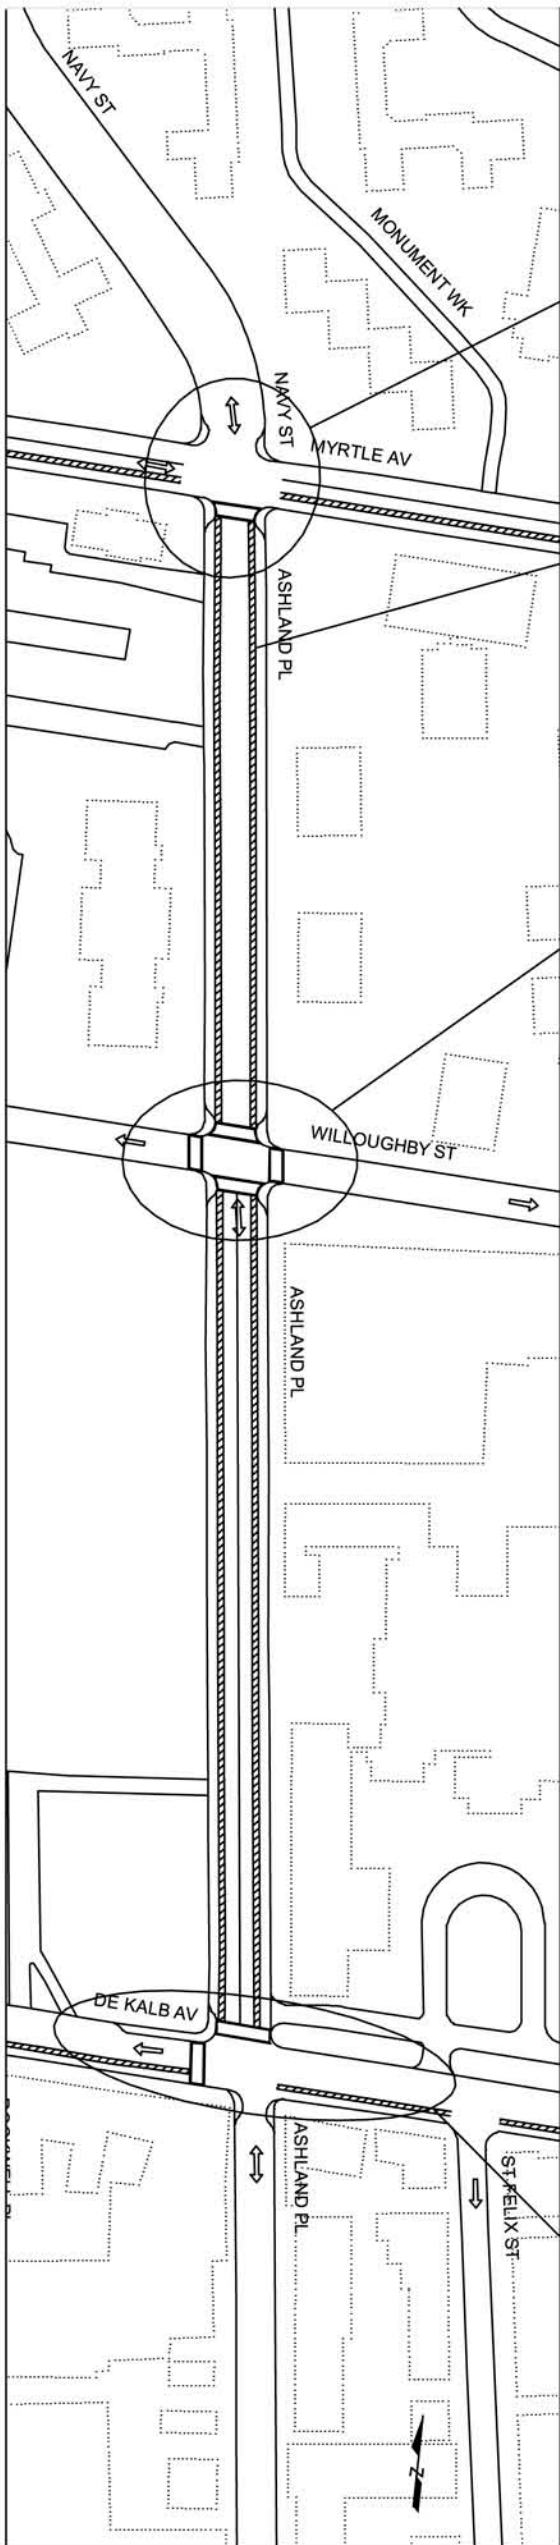 NAVY ST
MONUMENT WK
NAVY ST
MYRTLE AV
ASHLAND PL
WILLOUGHBY ST
ASHLAND PL
DE KALB AV
ASHLAND PL
ST FELIX ST
N